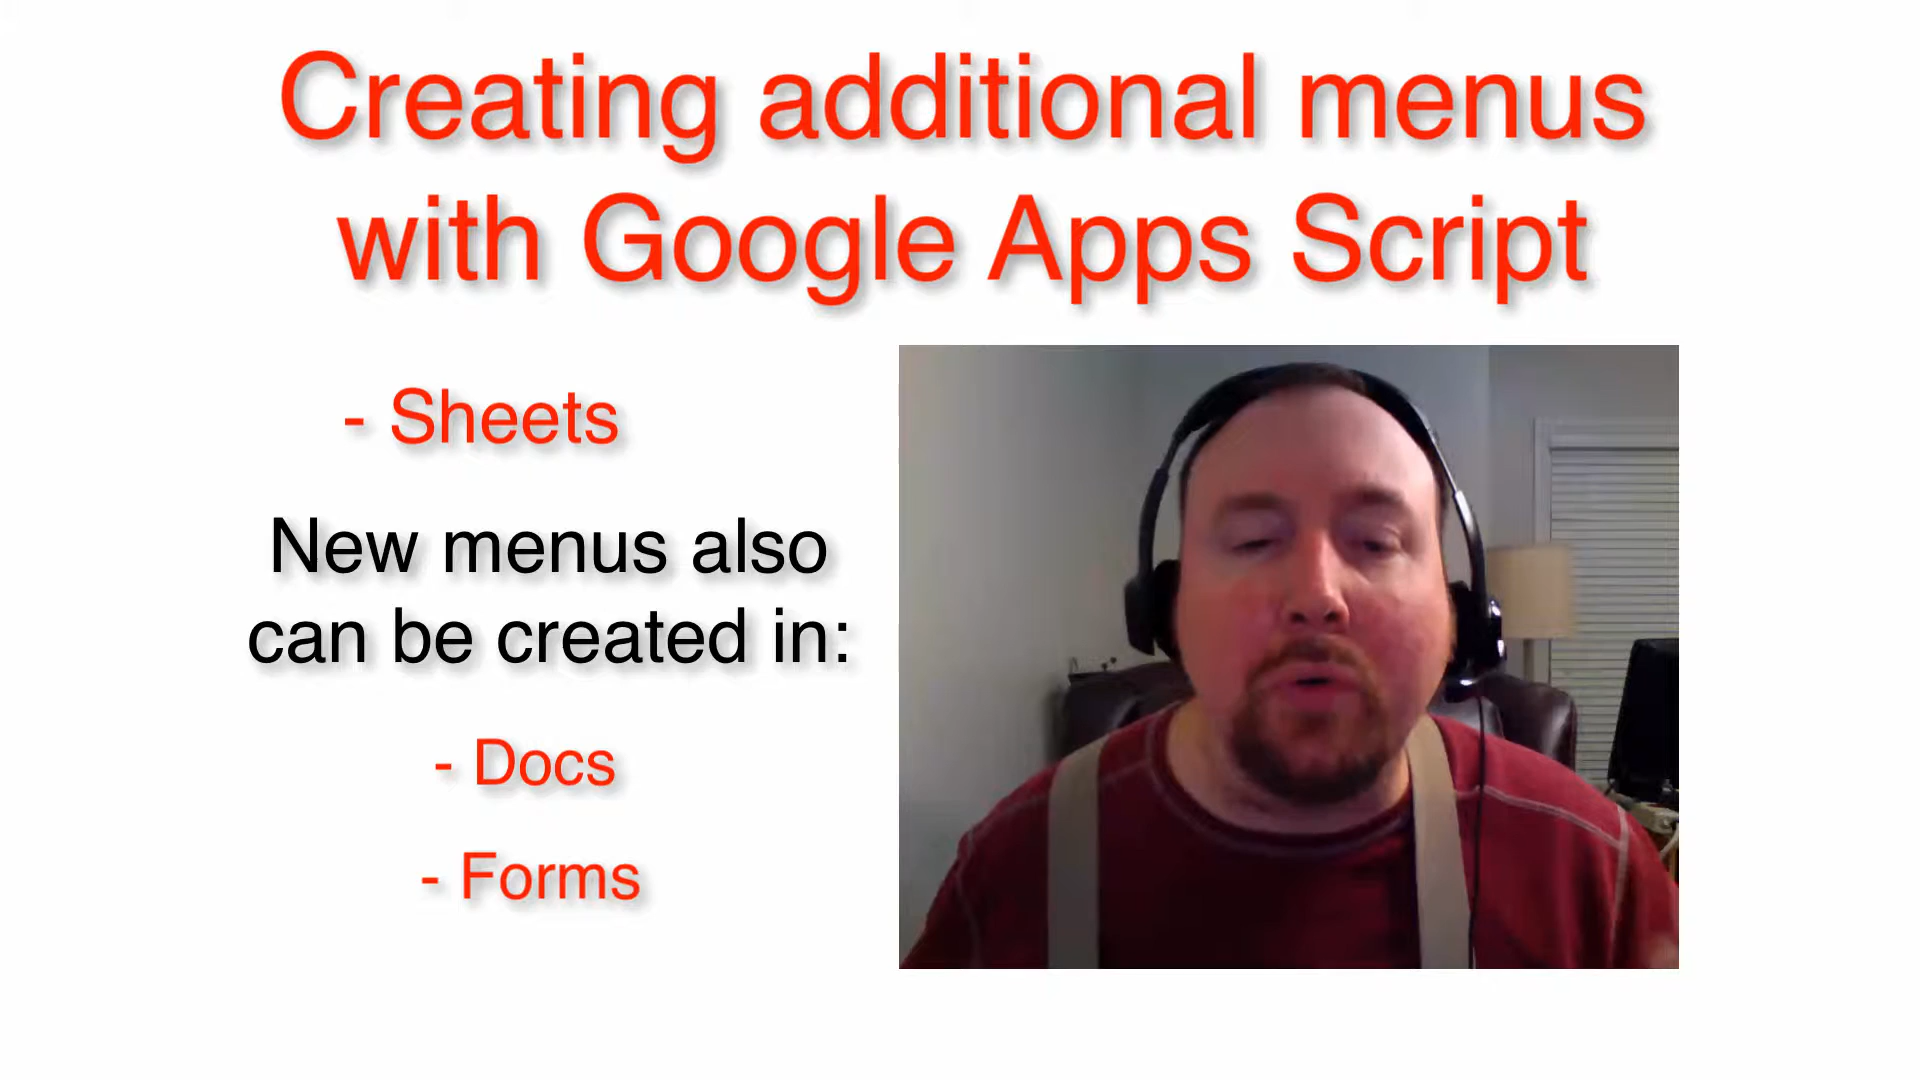 Creating additional menus
with Google Apps Script
- Sheets
New menus also
can be created in:
- Docs
- Forms